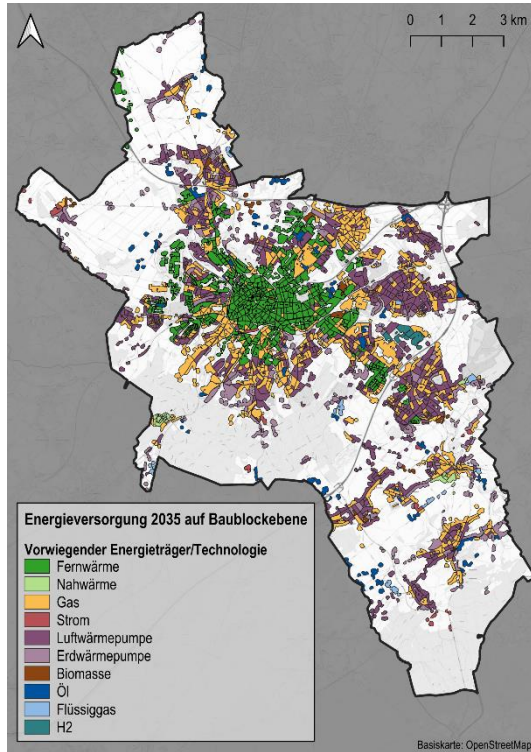 0 1 2 3 km
Energieversorgung 2035 auf Baublockebene
Vorwiegender Energieträger/Technologie
Fernwärme
Nahwärme
Gas
Strom
Luftwärmepumpe
Erdwärmepumpe
Biomasse
Öl
Flüssiggas
H2
Basiskarte: OpenStreetMap